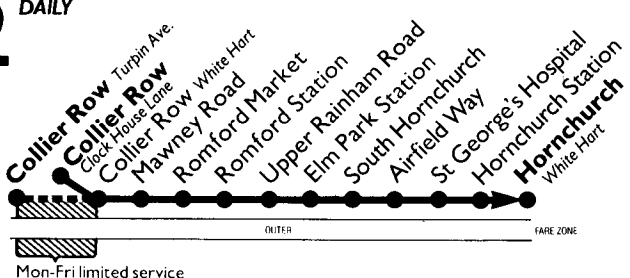 DAILY
Collier Row Turpin Ave.
Collier Row
Clock House Lane
Collier Row White Hart
Mawney Road
Romford Market
Romford Station
Upper Rainham Road
Elm Park Station
South Hornchurch
Airfield Way
St George's Hospital
Hornchurch Station
Hornchurch
White Hart
OUTER
FARE ZONE
Mon-Fri limited service